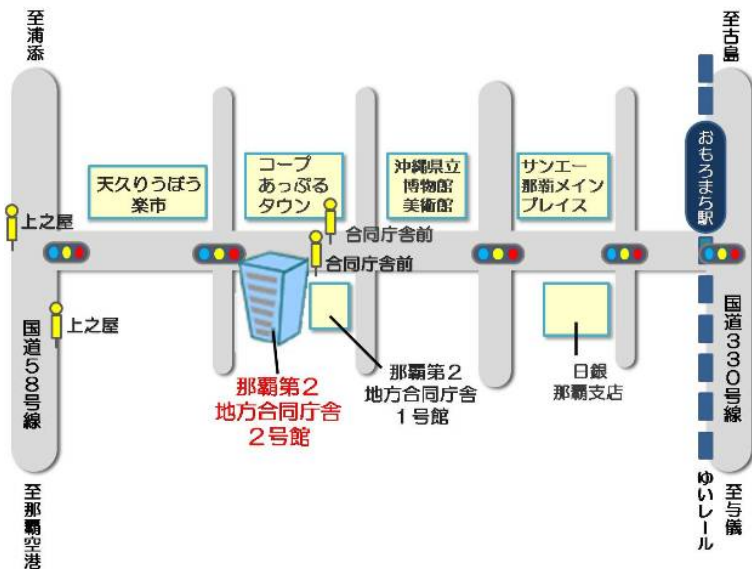 至浦添
至古島
おもろまち駅
天久りうぼう
楽市
コープ
あっぷる
タウン
沖縄県立
博物館
美術館
サンエー
那覇メイン
プレイス
上之屋
合同庁舎前
合同庁舎前
上之屋
国道58号線
国道330号線
那覇第2
地方合同庁舎
2号館
那覇第2
地方合同庁舎
1号館
日銀
那覇支店
至那覇空港
ゆいレール
至与儀